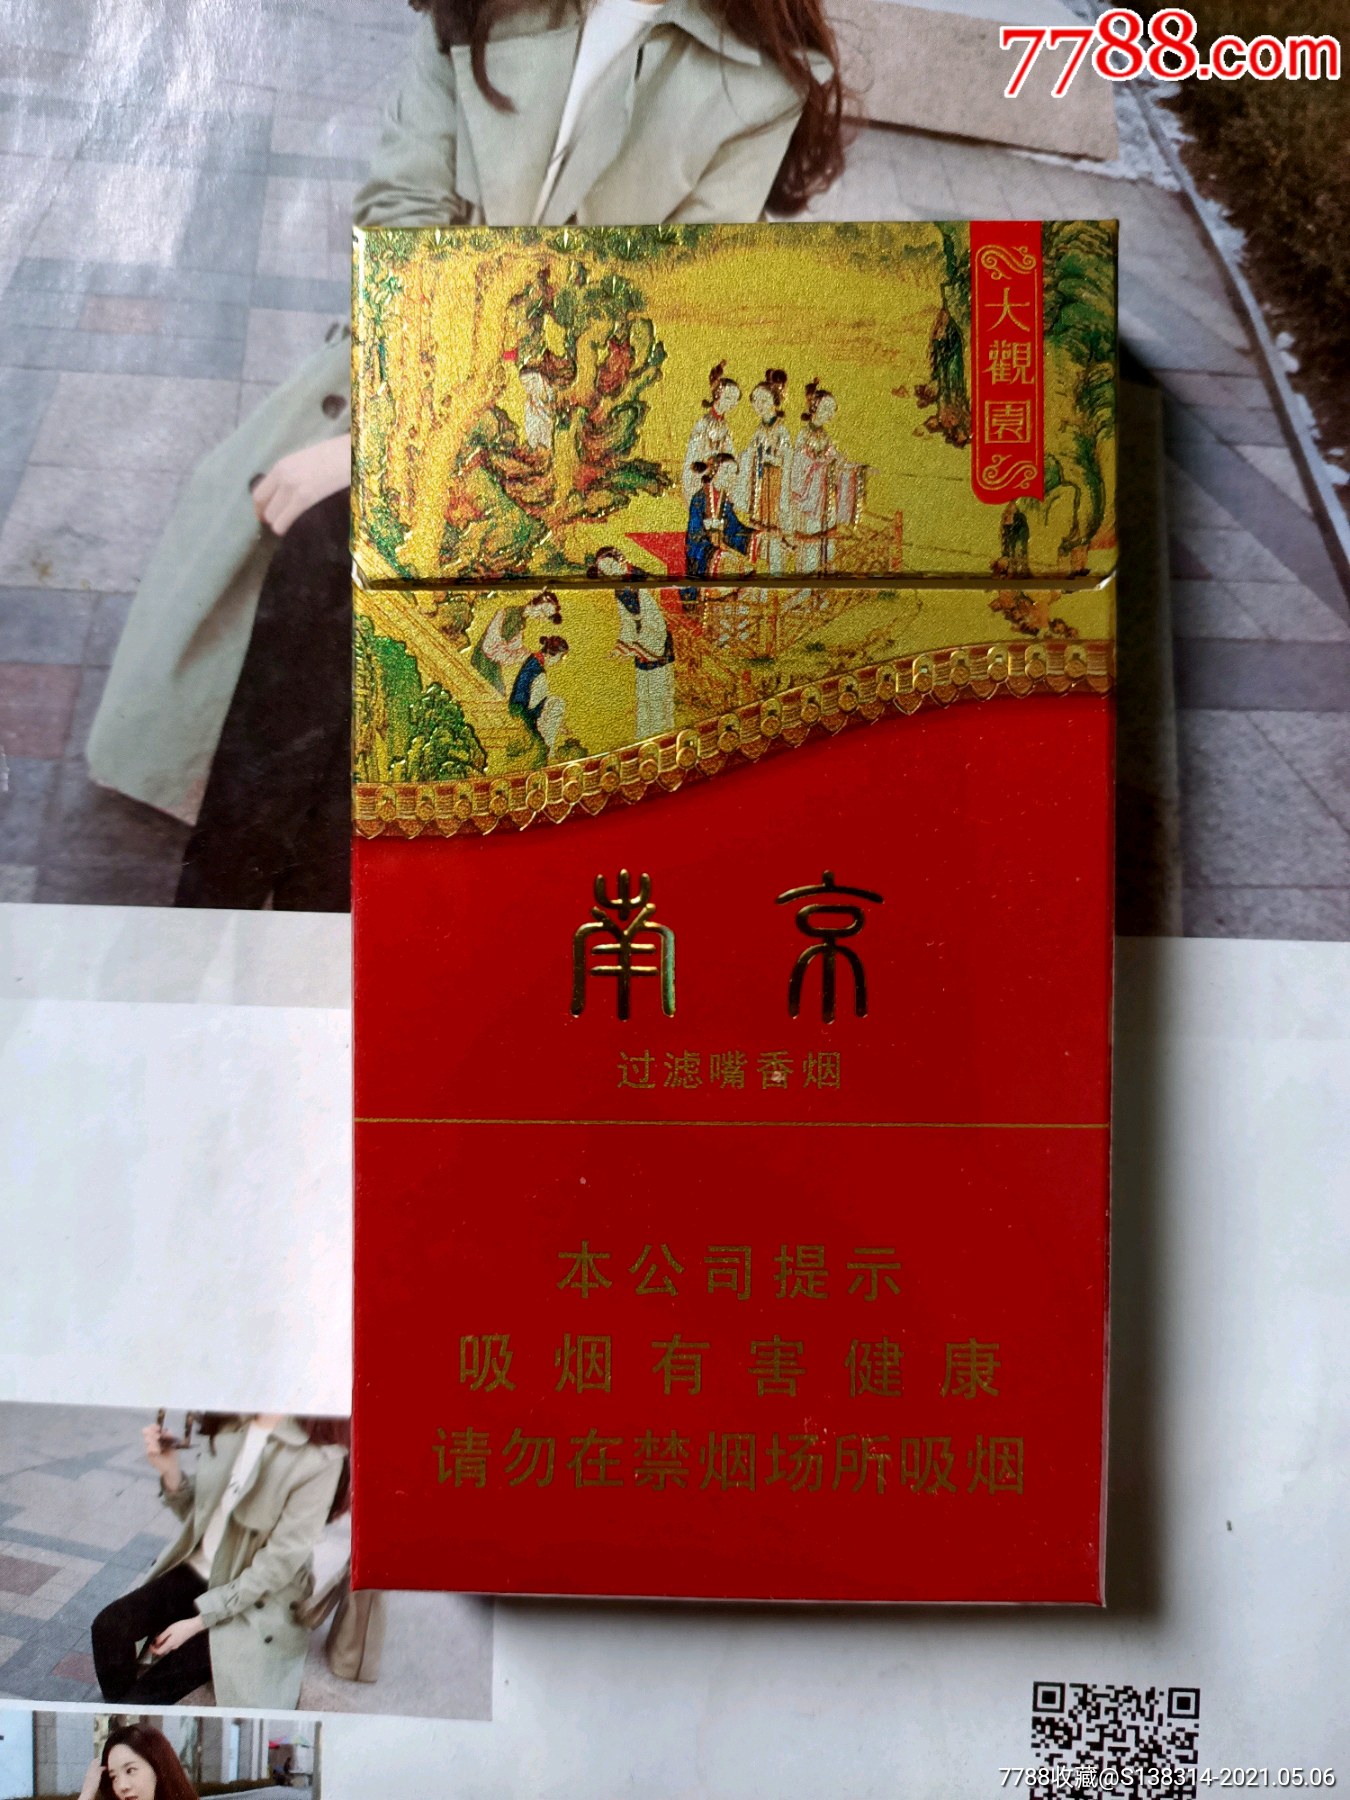 7788.com
大觀園
南京
过滤嘴香烟
本公司提示
吸烟有害健康
请勿在禁烟场所吸烟
7788收藏@S138314-2021.05.06